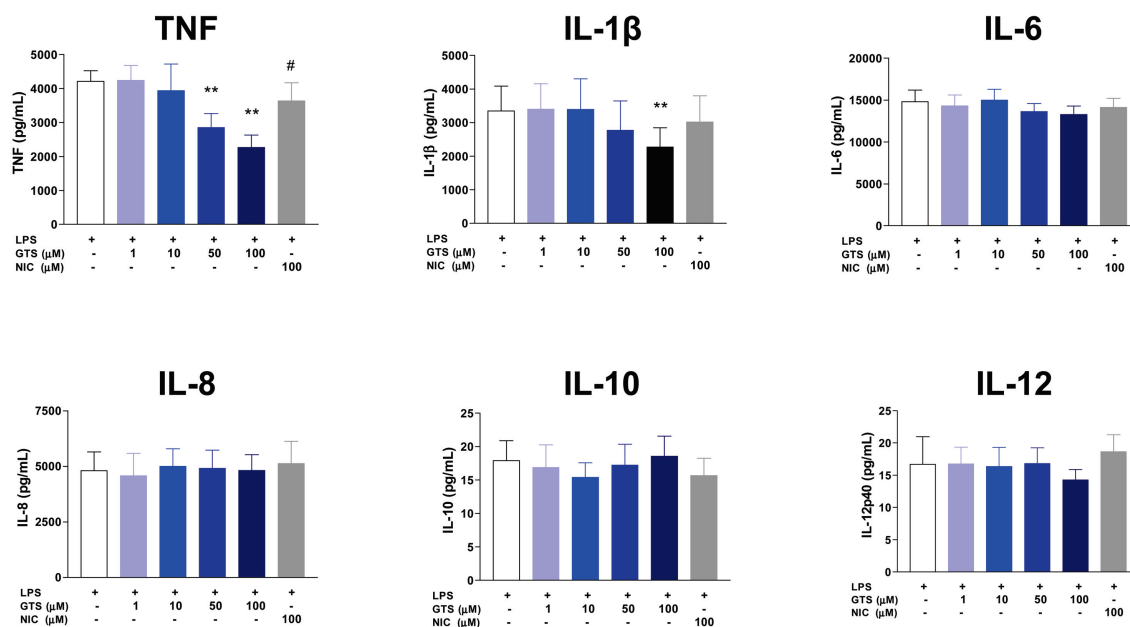 TNF
TNF (pg/mL)
5000
4000
3000
2000
1000
0
** ** #
LPS + + + + + +
GTS (μM) - 1 10 50 100 -
NIC (μM) - - - - - 100
IL-1β
IL-1β (pg/mL)
5000
4000
3000
2000
1000
0
**
LPS + + + + + +
GTS (μM) - 1 10 50 100 -
NIC (μM) - - - - - 100
IL-6
IL-6 (pg/mL)
20000
15000
10000
5000
0
LPS + + + + + +
GTS (μM) - 1 10 50 100 -
NIC (μM) - - - - - 100
IL-8
IL-8 (pg/mL)
7500
5000
2500
0
LPS + + + + + +
GTS (μM) - 1 10 50 100 -
NIC (μM) - - - - - 100
IL-10
IL-10 (pg/mL)
25
20
15
10
5
0
LPS + + + + + +
GTS (μM) - 1 10 50 100 -
NIC (μM) - - - - - 100
IL-12
IL-12p40 (pg/mL)
25
20
15
10
5
0
LPS + + + + + +
GTS (μM) - 1 10 50 100 -
NIC (μM) - - - - - 100